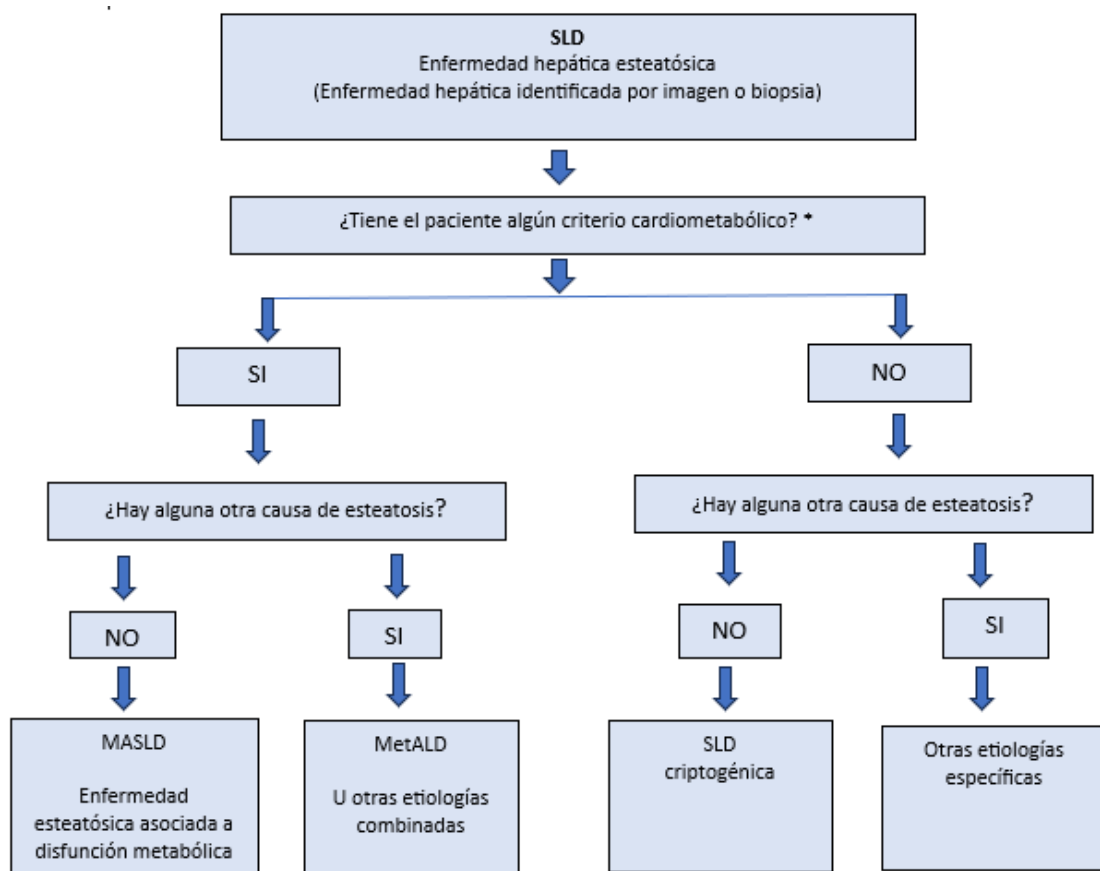 SLD
Enfermedad hepática esteatósica
(Enfermedad hepática identificada por imagen o biopsia)
¿Tiene el paciente algún criterio cardiometabólico? *
SI
NO
¿Hay alguna otra causa de esteatosis?
¿Hay alguna otra causa de esteatosis?
NO
SI
NO
SI
MASLD
Enfermedad
esteatósica asociada a
disfunción metabólica
MetALD
U otras etiologías
combinadas
SLD
criptogénica
Otras etiologías
específicas